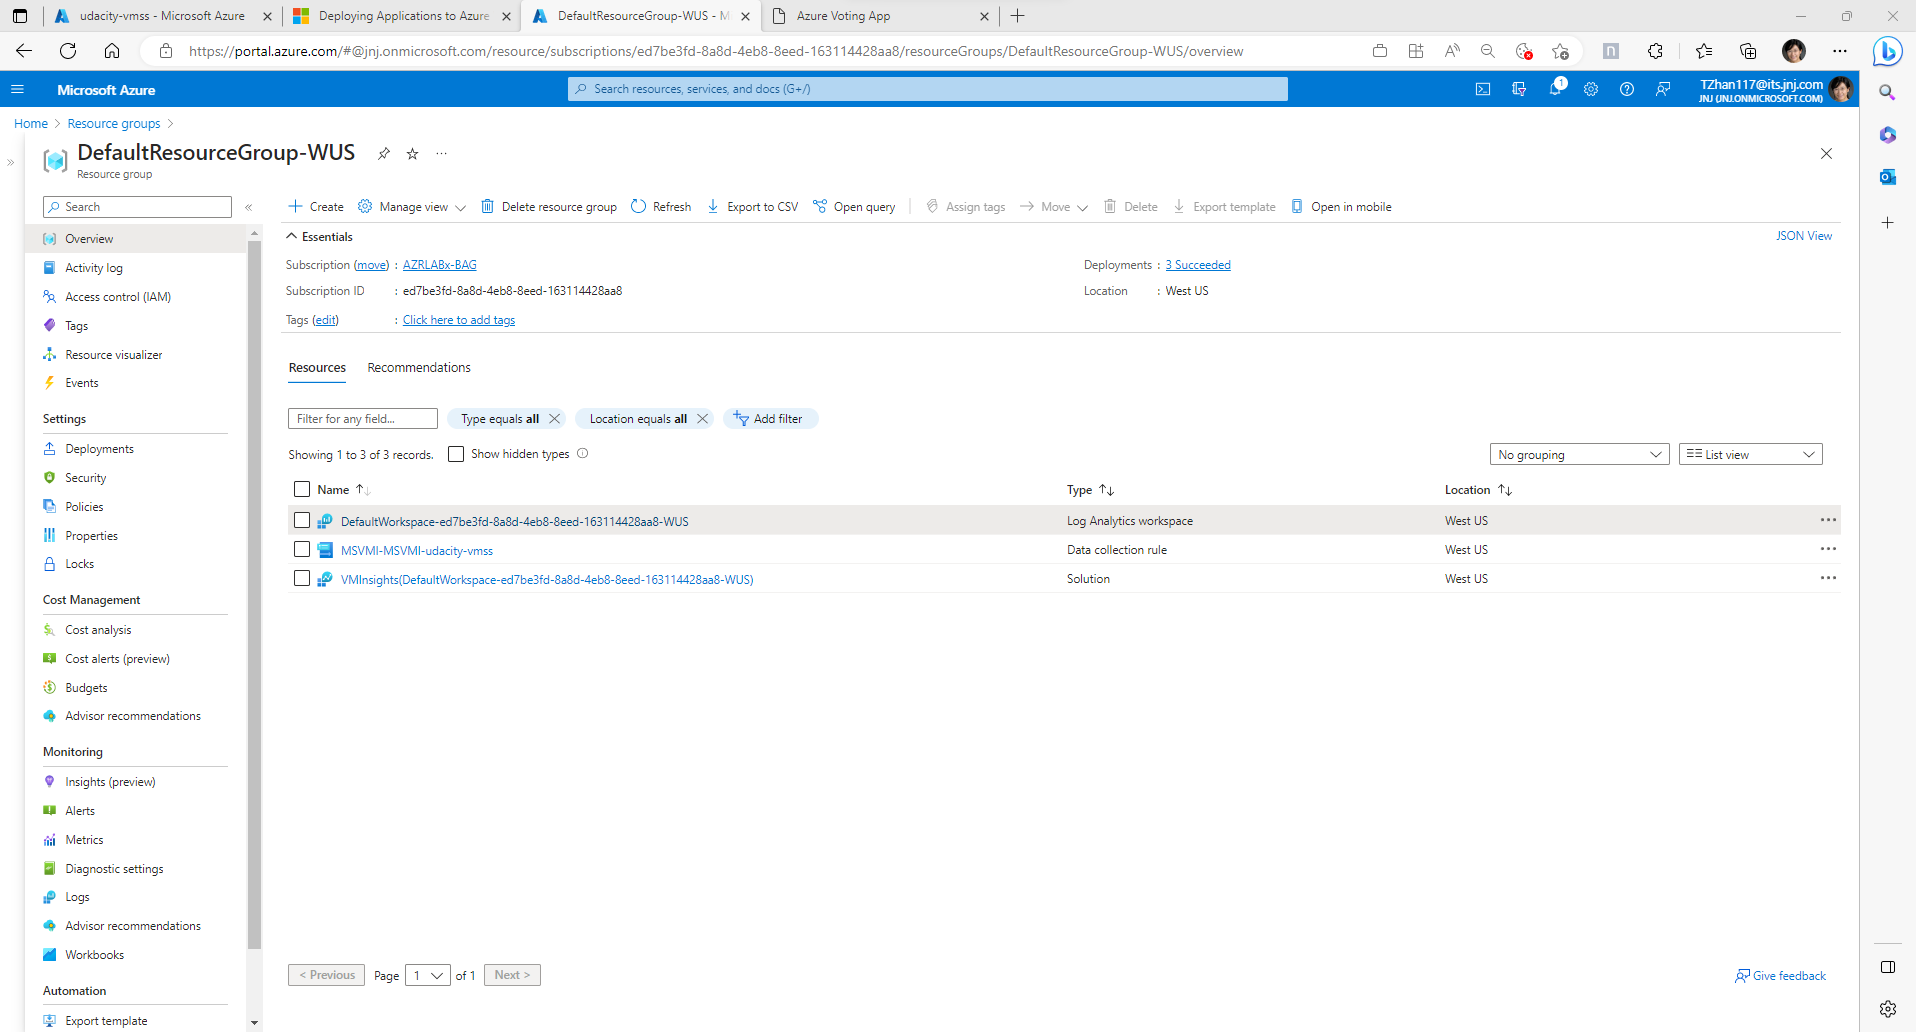 udacity-vmss - Microsoft Azure
Deploying Applications to Azure
DefaultResourceGroup-WUS - M
Azure Voting App
https://portal.azure.com/#@jnj.onmicrosoft.com/resource/subscriptions/ed7be3fd-8a8d-4eb8-8eed-163114428aa8/resourceGroups/DefaultResourceGroup-WUS/overview
Microsoft Azure
Search resources, services, and docs (G+/)
1
TZhan117@its.jnj.com
JNJ (JNJ.ONMICROSOFT.COM)
Home > Resource groups >
DefaultResourceGroup-WUS
Resource group
Search
Create
Manage view
Delete resource group
Refresh
Export to CSV
Open query
Assign tags
Move
Delete
Export template
Open in mobile
Overview
Activity log
Access control (IAM)
Tags
Resource visualizer
Events
Settings
Deployments
Security
Policies
Properties
Locks
Cost Management
Cost analysis
Cost alerts (preview)
Budgets
Advisor recommendations
Monitoring
Insights (preview)
Alerts
Metrics
Diagnostic settings
Logs
Advisor recommendations
Workbooks
Automation
Export template
Essentials
JSON View
Subscription (move) : AZRLABx-BAG
Deployments : 3 Succeeded
Subscription ID : ed7be3fd-8a8d-4eb8-8eed-163114428aa8
Location : West US
Tags (edit) : Click here to add tags
Resources
Recommendations
Filter for any field...
Type equals all
Location equals all
Add filter
Showing 1 to 3 of 3 records.
Show hidden types
No grouping
List view
Name
Type
Location
DefaultWorkspace-ed7be3fd-8a8d-4eb8-8eed-163114428aa8-WUS
Log Analytics workspace
West US
MSVMI-MSVMI-udacity-vmss
Data collection rule
West US
VMInsights(DefaultWorkspace-ed7be3fd-8a8d-4eb8-8eed-163114428aa8-WUS)
Solution
West US
< Previous
Page 1 of 1
Next >
Give feedback